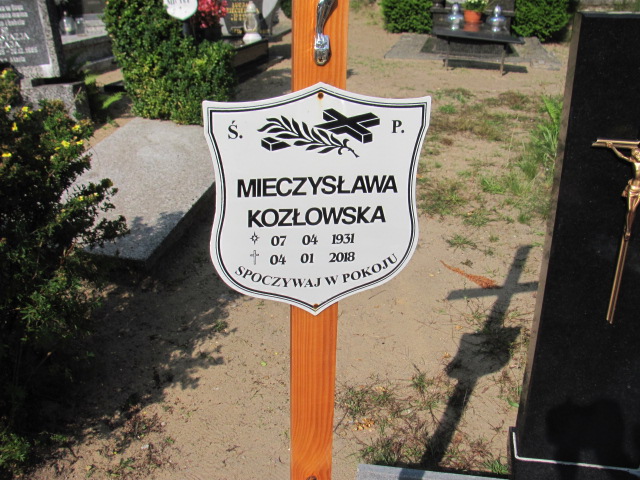 Ś. P.
MIECZYSŁAWA
KOZŁOWSKA
07 04 1931
† 04 01 2018
SPOCZYWAJ W POKOJU